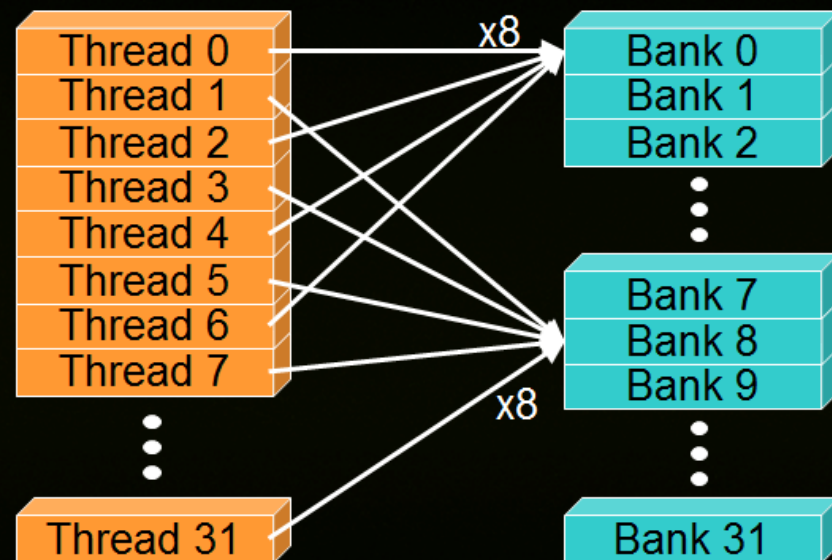 Thread 0
Thread 1
Thread 2
Thread 3
Thread 4
Thread 5
Thread 6
Thread 7
Thread 31
x8
x8
Bank 0
Bank 1
Bank 2
Bank 7
Bank 8
Bank 9
Bank 31